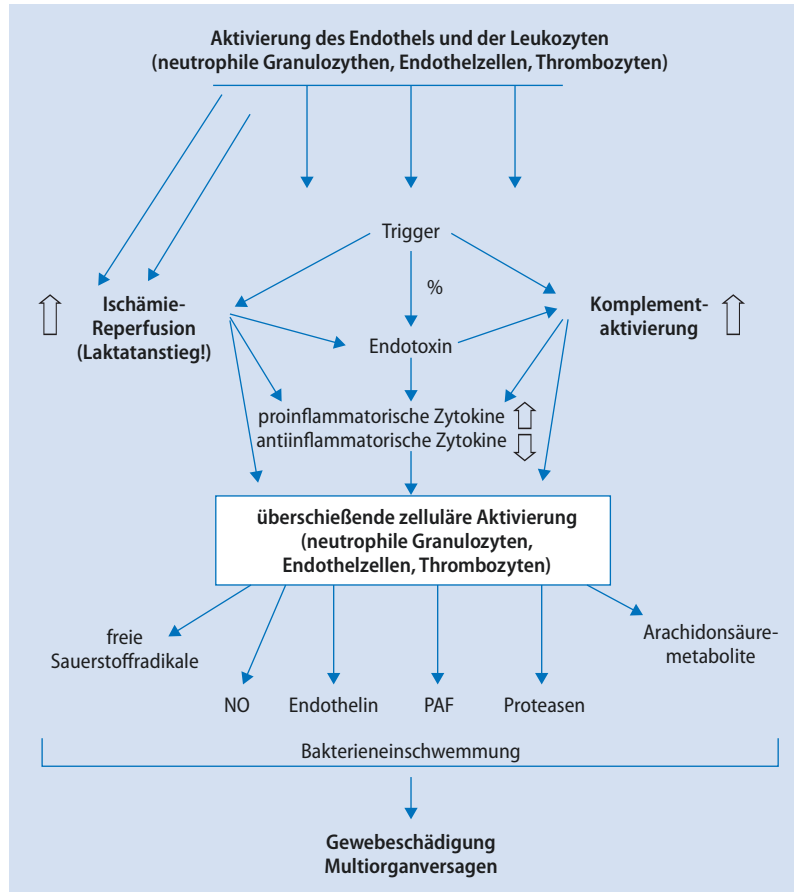 Aktivierung des Endothels und der Leukozyten
(neutrophile Granulozythen, Endothelzellen, Thrombozyten)
Trigger
%
Ischämie-
Reperfusion
(Laktatanstieg!)
Komplement-
aktivierung
Endotoxin
proinflammatorische Zytokine
antiinflammatorische Zytokine
überschießende zelluläre Aktivierung
(neutrophile Granulozyten,
Endothelzellen, Thrombozyten)
freie
Sauerstoffradikale
Arachidonsäure-
metabolite
NO Endothelin PAF Proteasen
Bakterieneinschwemmung
Gewebeschädigung
Multiorganversagen